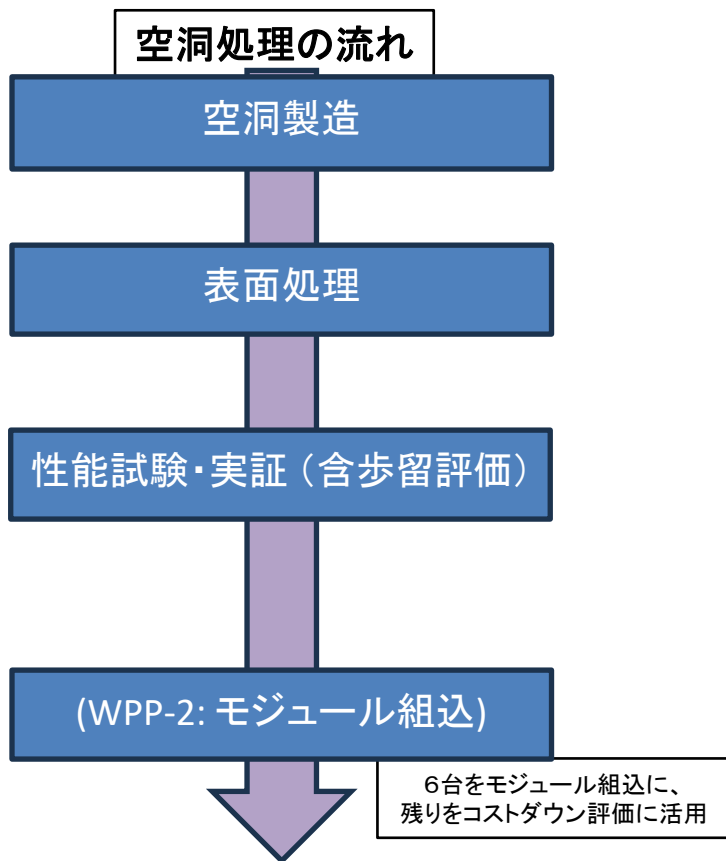 空洞処理の流れ
空洞製造
表面処理
性能試験・実証（含歩留評価）
(WPP-2: モジュール組込)
６台をモジュール組込に、
残りをコストダウン評価に活用